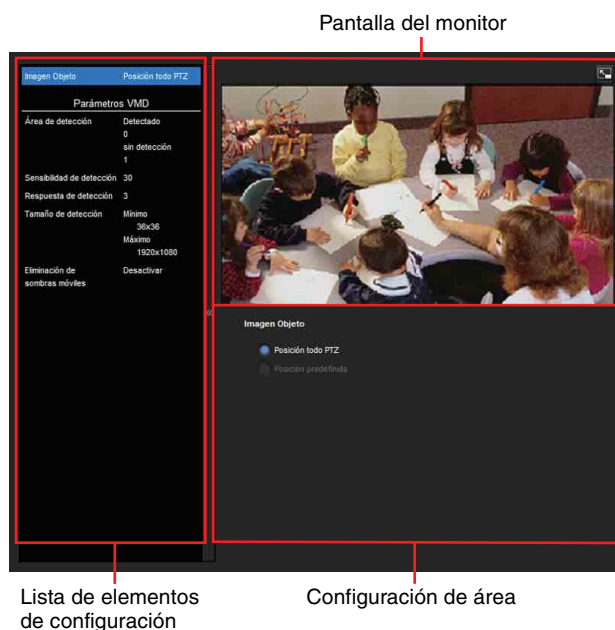 Pantalla del monitor
Imagen Objeto Posición todo PTZ
Parámetros VMD
Área de detección Detectado
0
sin detección
1
Sensibilidad de detección 30
Respuesta de detección 3
Tamaño de detección Mínimo
36x36
Máximo
1920x1080
Eliminación de Desactivar
sombras móviles
«
Imagen Objeto
Posición todo PTZ
Posición predefinida
Lista de elementos
de configuración
Configuración de área